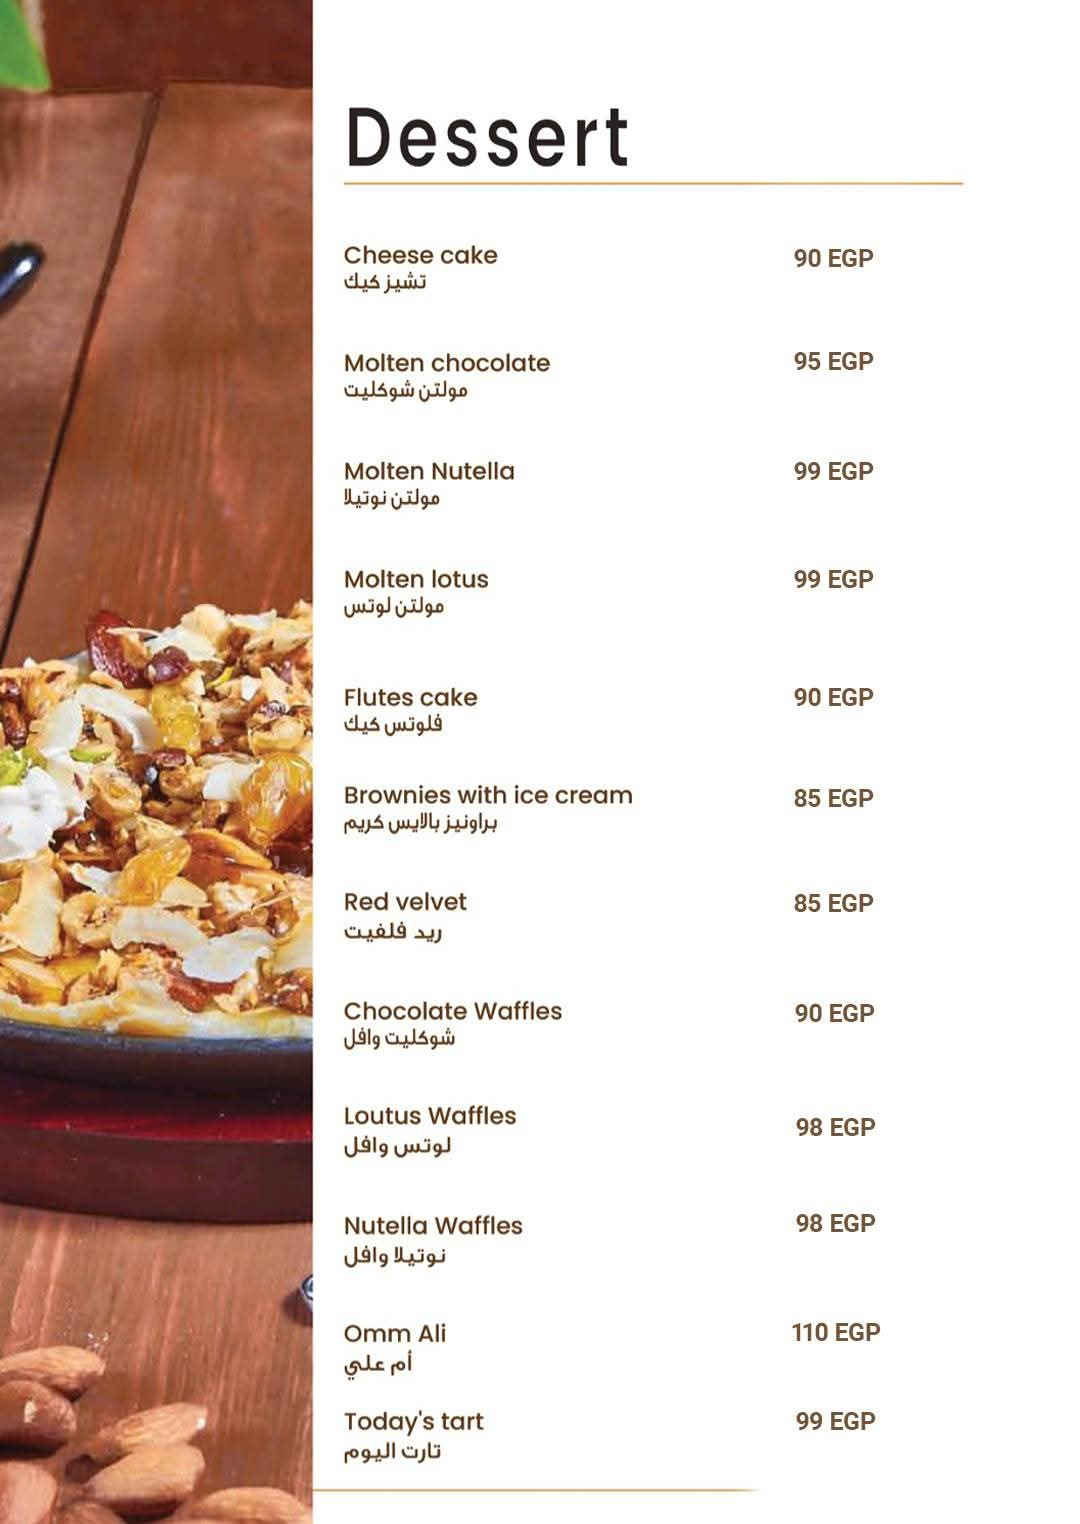 Dessert
Cheese cake 90 EGP
تشيز كيك
Molten chocolate 95 EGP
مولتن شوكليت
Molten Nutella 99 EGP
مولتن نوتيلا
Molten lotus 99 EGP
مولتن لوتس
Flutes cake 90 EGP
فلوتس كيك
Brownies with ice cream 85 EGP
براونيز بالايس كريم
Red velvet 85 EGP
ريد فلفيت
Chocolate Waffles 90 EGP
شوكليت وافل
Loutus Waffles 98 EGP
لوتس وافل
Nutella Waffles 98 EGP
نوتيلا وافل
Omm Ali 110 EGP
أم علي
Today's tart 99 EGP
تارت اليوم